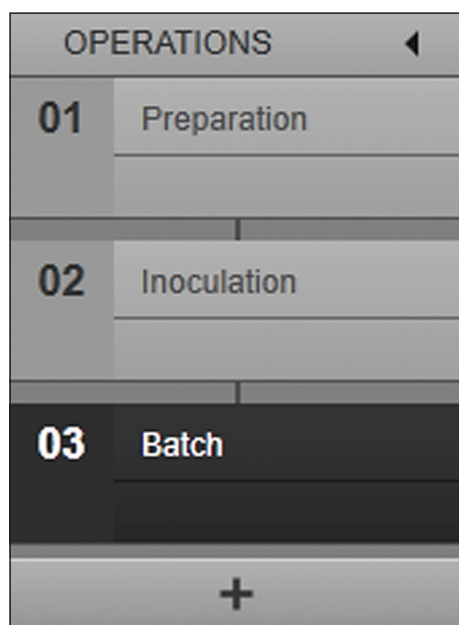 OPERATIONS
01 Preparation
02 Inoculation
03 Batch
+